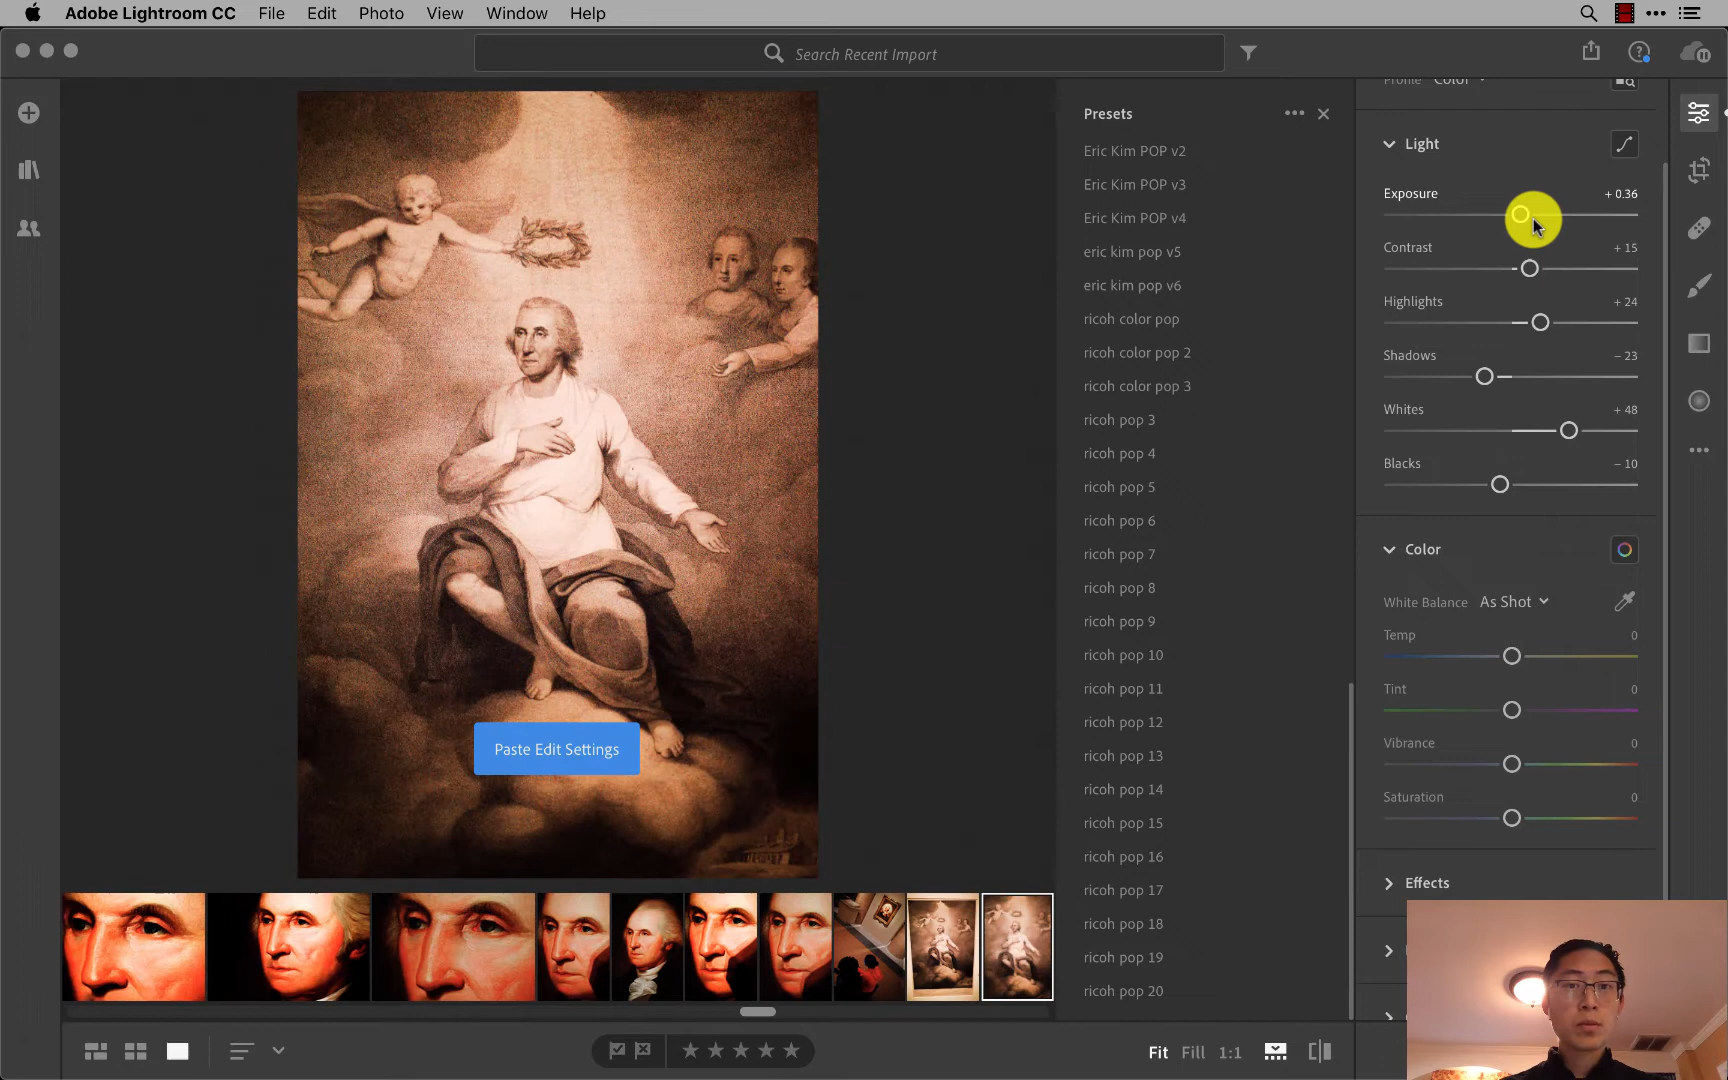 Adobe Lightroom CC File Edit Photo View Window Help
Search Recent Import
Presets
Eric Kim POP v2
Eric Kim POP v3
Eric Kim POP v4
eric kim pop v5
eric kim pop v6
ricoh color pop
ricoh color pop 2
ricoh color pop 3
ricoh pop 3
ricoh pop 4
ricoh pop 5
ricoh pop 6
ricoh pop 7
ricoh pop 8
ricoh pop 9
ricoh pop 10
ricoh pop 11
ricoh pop 12
ricoh pop 13
ricoh pop 14
ricoh pop 15
ricoh pop 16
ricoh pop 17
ricoh pop 18
ricoh pop 19
ricoh pop 20
Profile Color
Light
Exposure + 0.36
Contrast + 15
Highlights + 24
Shadows – 23
Whites + 48
Blacks – 10
Color
White Balance As Shot
Temp 0
Tint 0
Vibrance 0
Saturation 0
Effects
Paste Edit Settings
Fit Fill 1:1